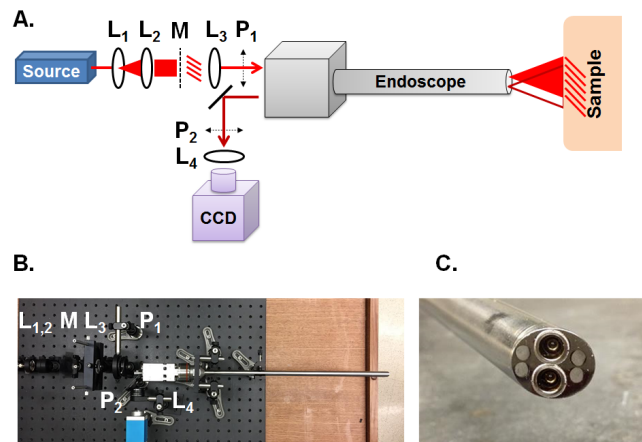 A.
L1 L2 M L3 P1
Source
Endoscope
Sample
P2
L4
CCD
B.
C.
L1,2 M L3 P1
P2 L4